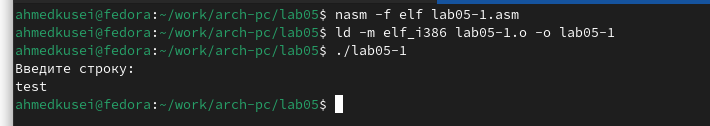 ahmedkusei@fedora:~/work/arch-pc/lab05$ nasm -f elf lab05-1.asm
ahmedkusei@fedora:~/work/arch-pc/lab05$ ld -m elf_i386 lab05-1.o -o lab05-1
ahmedkusei@fedora:~/work/arch-pc/lab05$ ./lab05-1
Введите строку:
test
ahmedkusei@fedora:~/work/arch-pc/lab05$